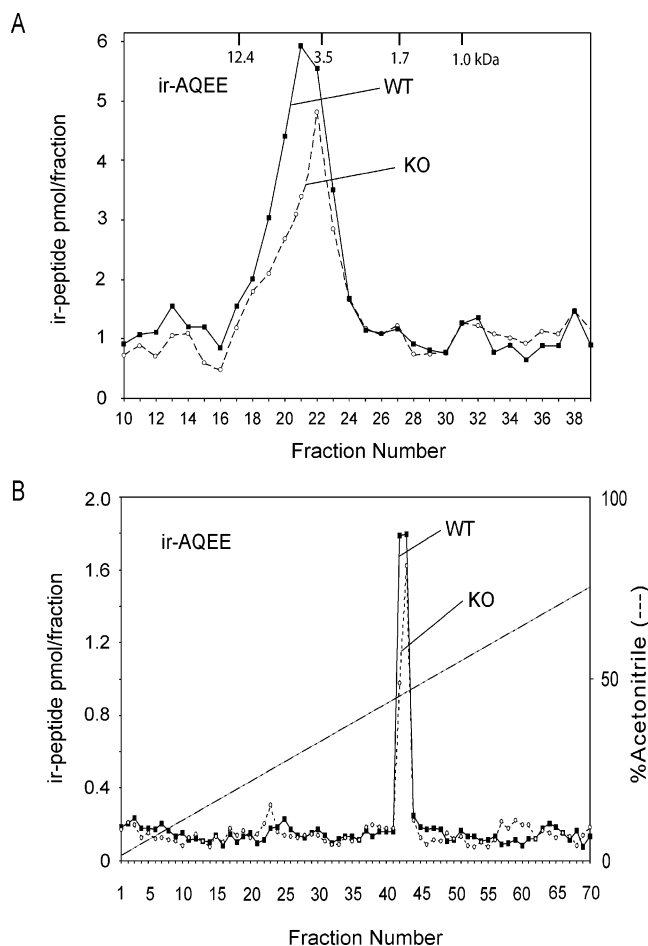 A
12.4
3.5
1.7
1.0 kDa
ir-AQEE
WT
KO
ir-peptide pmol/fraction
6
5
4
3
2
1
0
10 12 14 16 18 20 22 24 26 28 30 32 34 36 38
Fraction Number
B
ir-AQEE
WT
KO
ir-peptide pmol/fraction
2.0
1.6
1.2
0.8
0.4
0
100
50
0
%Acetonitrile (---)
1 5 10 15 20 25 30 35 40 45 50 55 60 65 70
Fraction Number